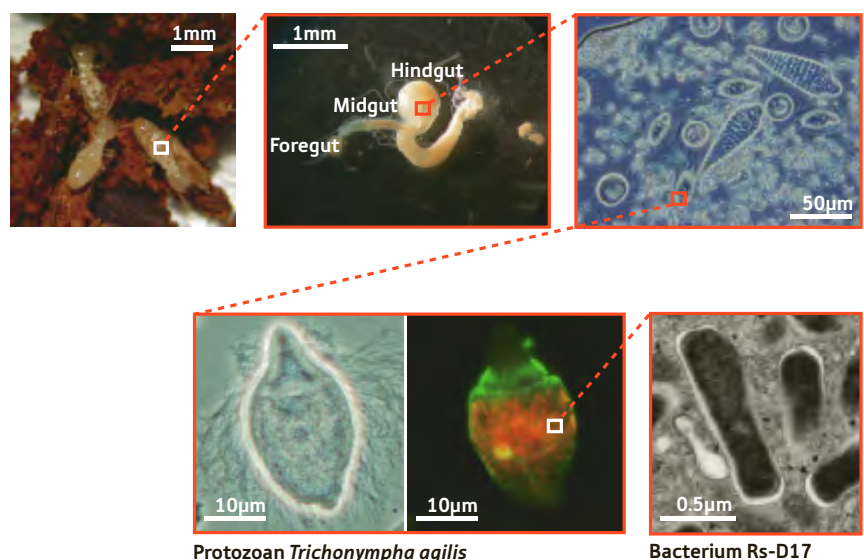 1mm
1mm
Hindgut
Midgut
Foregut
50µm
10µm
10µm
0.5µm
Protozoan Trichonympha agilis
Bacterium Rs-D17